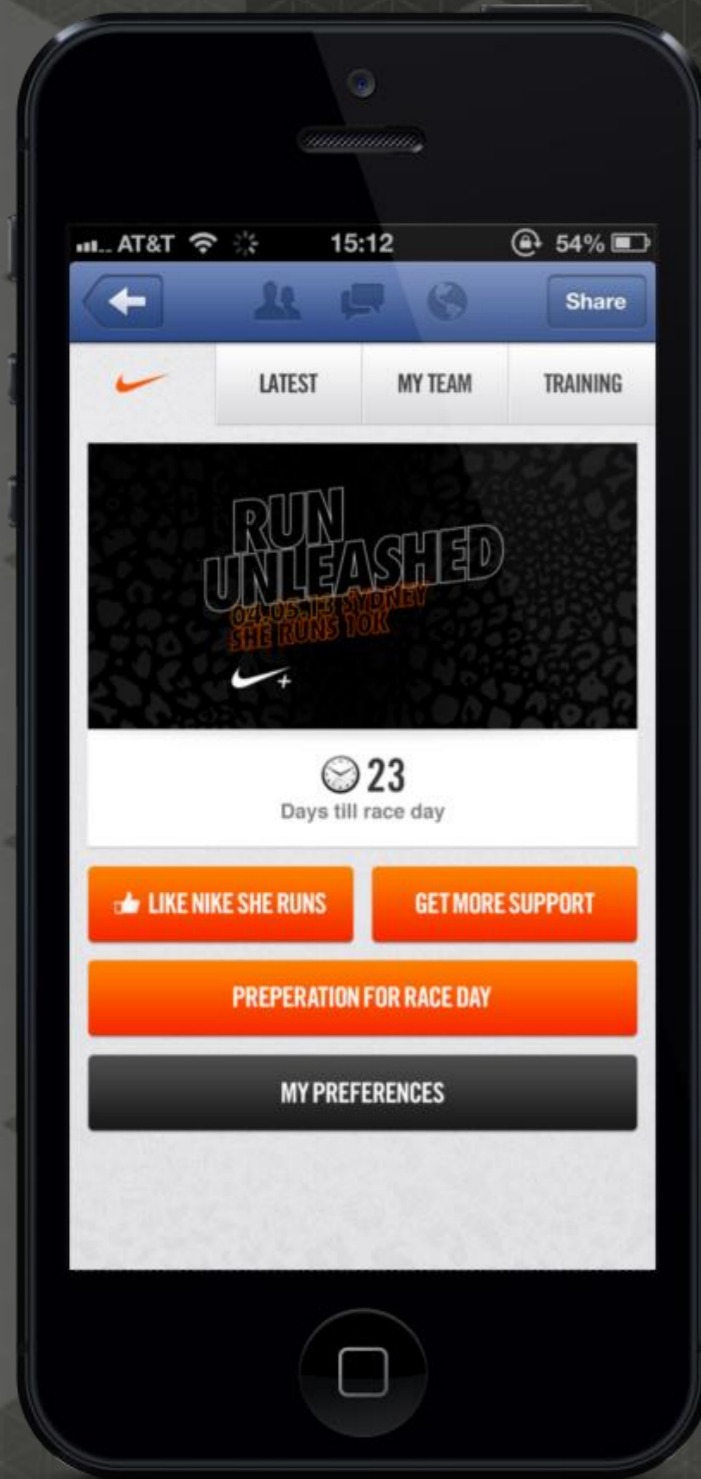 AT&T 15:12 54%
Share
LATEST MY TEAM TRAINING
RUN
UNLEASHED
04.05.13 SYDNEY
SHE RUNS 10K
+
23
Days till race day
LIKE NIKE SHE RUNS GET MORE SUPPORT
PREPERATION FOR RACE DAY
MY PREFERENCES